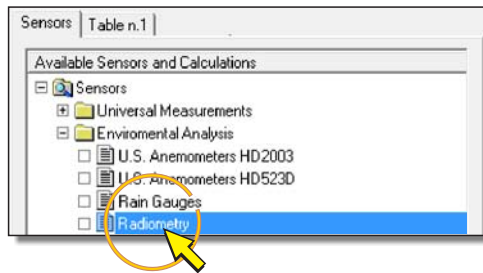 Sensors Table n.1
Available Sensors and Calculations
Sensors
Universal Measurements
Enviromental Analysis
U.S. Anemometers HD2003
U.S. Anemometers HD523D
Rain Gauges
Radiometry